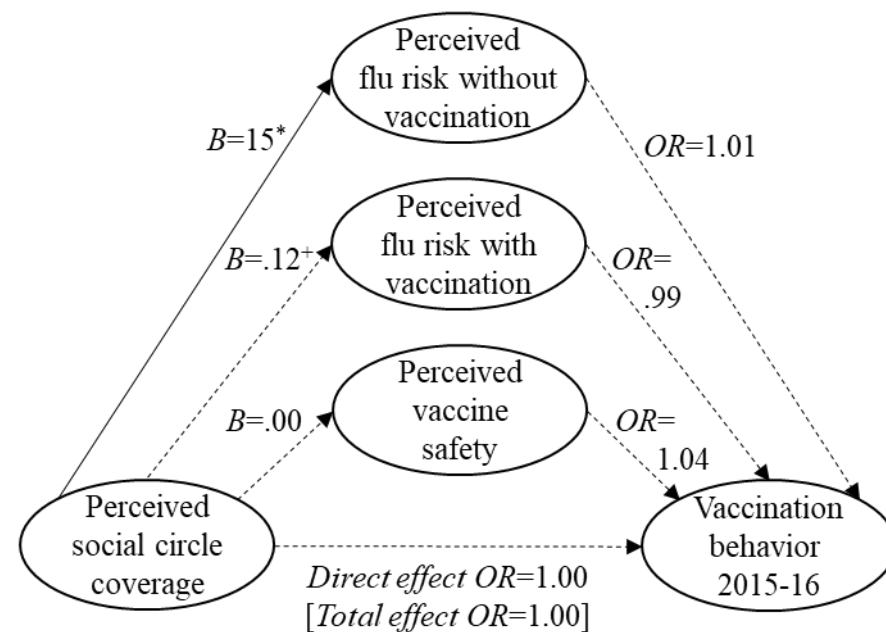 Perceived
flu risk without
vaccination
B=15*
OR=1.01
Perceived
flu risk with
vaccination
B=.12+
OR=
.99
Perceived
vaccine
safety
B=.00
OR=
1.04
Perceived
social circle
coverage
Vaccination
behavior
2015-16
Direct effect OR=1.00
[Total effect OR=1.00]